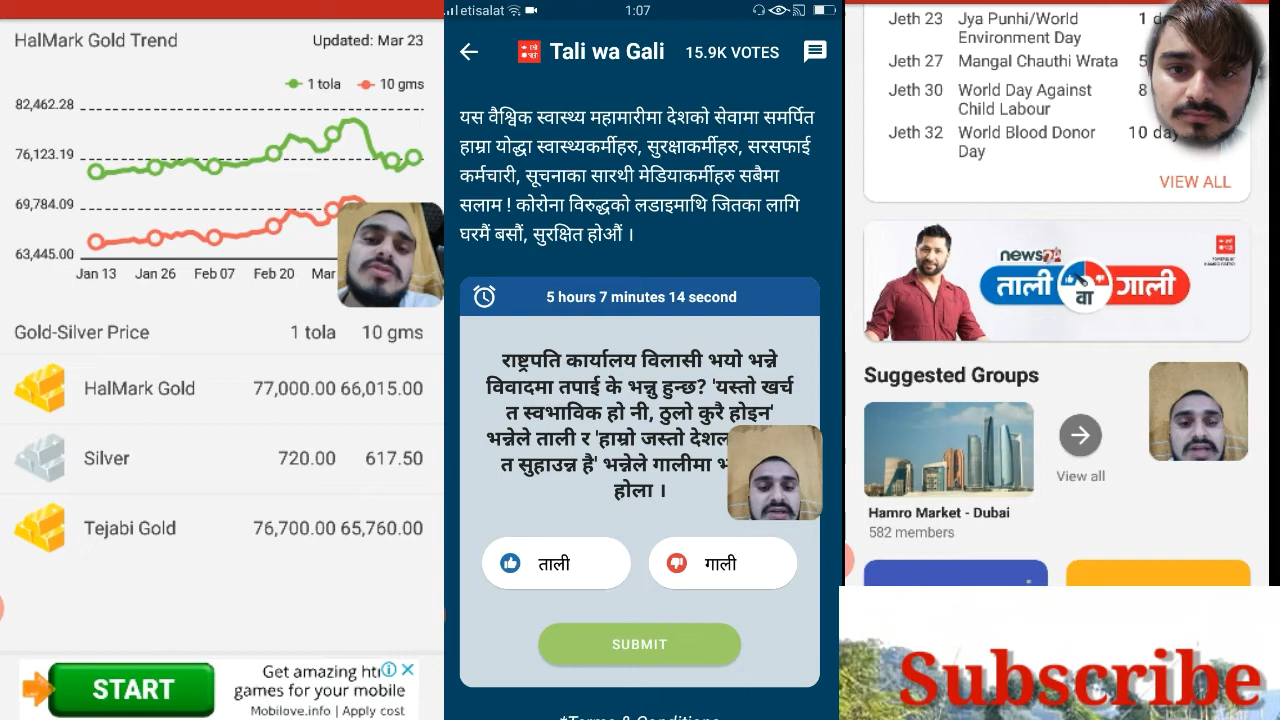 HalMark Gold Trend
Updated: Mar 23
1 tola 10 gms
82,462.28
76,123.19
69,784.09
63,445.00
Jan 13 Jan 26 Feb 07 Feb 20 Mar
Gold-Silver Price 1 tola 10 gms
HalMark Gold 77,000.00 66,015.00
Silver 720.00 617.50
Tejabi Gold 76,700.00 65,760.00
START
Get amazing
games for your mobile
Mobilove.info | Apply cost
etisalat 1:07
Tali wa Gali 15.9K VOTES
यस वैश्विक स्वास्थ्य महामारीमा देशको सेवामा समर्पित
हाम्रा योद्धा स्वास्थ्यकर्मीहरु, सुरक्षाकर्मीहरु, सरसफाई
कर्मचारी, सूचनाका सारथी मेडियाकर्मीहरु सबैमा
सलाम ! कोरोना विरुद्धको लडाइमाथि जितका लागि
घरमैं बसौं, सुरक्षित होऔं ।
5 hours 7 minutes 14 second
राष्ट्रपति कार्यालय विलासी भयो भन्ने
विवादमा तपाई के भन्नु हुन्छ? 'यस्तो खर्च
त स्वभाविक हो नी, ठुलो कुरै होइन'
भन्नेले ताली र 'हाम्रो जस्तो
त सुहाउन्न है' भन्नेले गालीमा
होला ।
ताली
गाली
SUBMIT
*Terms & Conditions
Jeth 23 Jya Punhi/World
Environment Day
1
Jeth 27 Mangal Chauthi Wrata 5
Jeth 30 World Day Against
Child Labour
8
Jeth 32 World Blood Donor
Day
10
VIEW ALL
news24
ताली वा गाली
Suggested Groups
View all
Hamro Market - Dubai
582 members
Subscribe